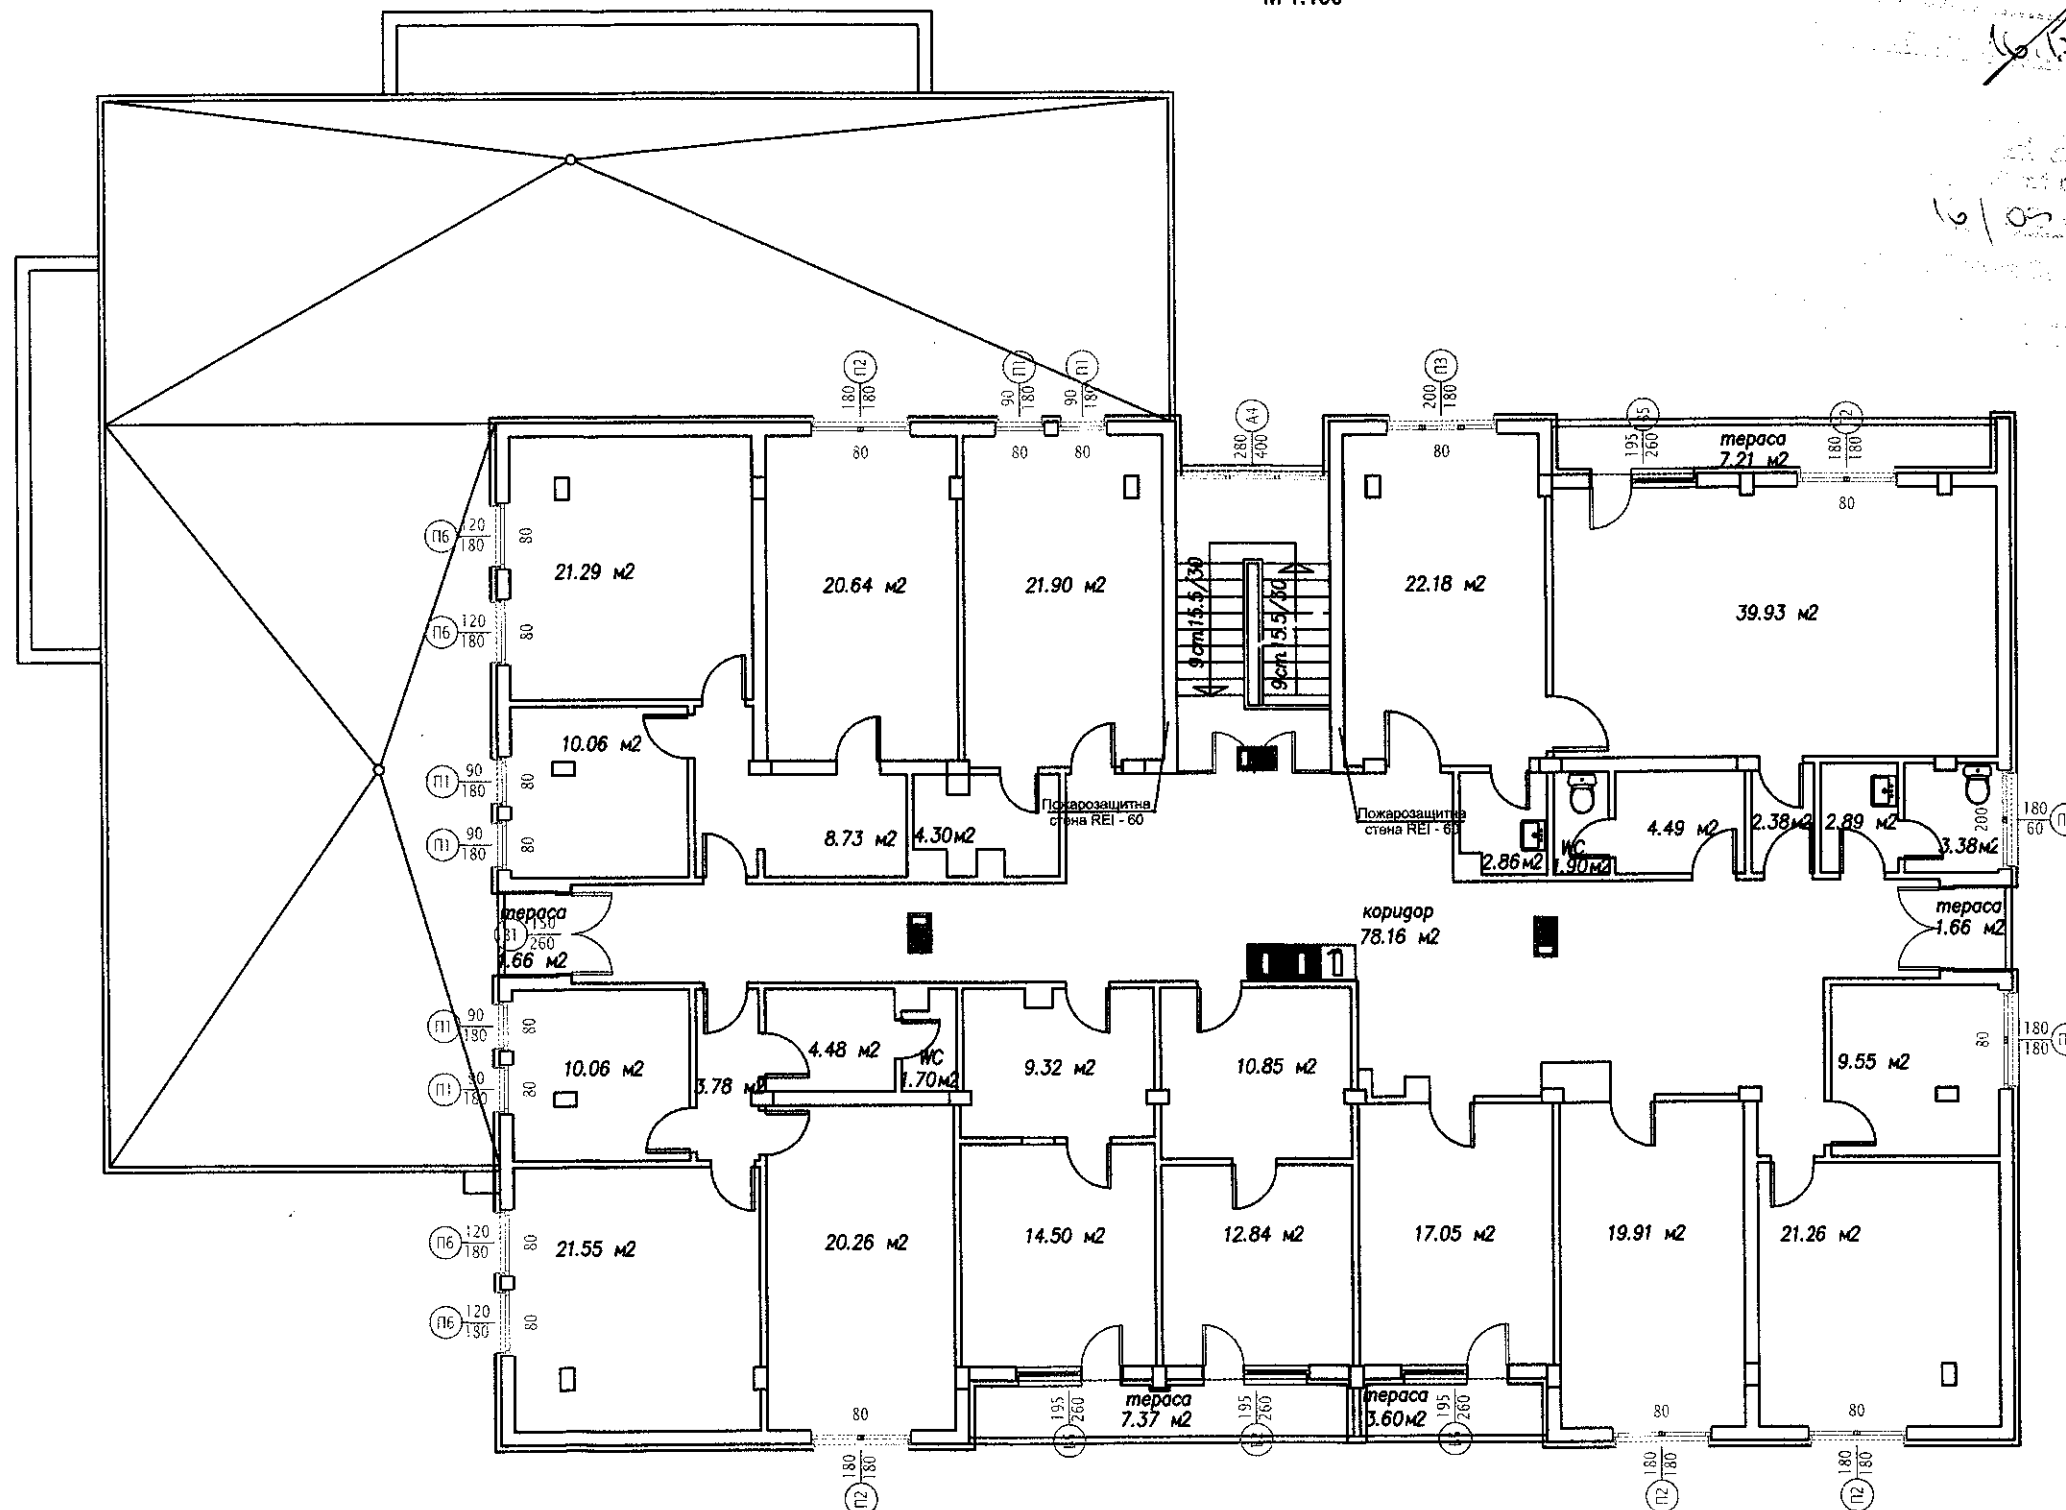 М 1:100
П2
180
180
П1
90
180
П1
90
180
А4
280
400
П3
200
180
195
260
180
180
тераса
7.21 м2
80
80
80
80
80
П6
120
180
80
21.29 м2
20.64 м2
21.90 м2
9ст.15.5/30
9ст.15.5/30
22.18 м2
39.93 м2
П6
120
180
80
10.06 м2
П1
90
180
80
П1
90
180
80
8.73 м2
4.30м2
Пожарозащитна
стена REI - 60
Пожарозащитна
стена REI - 60
2.86м2
WC
1.90м2
4.49 м2
2.38м2
2.89 м2
200
3.38м2
180
60
тераса
В1
150
260
1.66 м2
коридор
78.16 м2
тераса
1.66 м2
П1
90
180
80
П1
90
180
80
10.06 м2
3.78 м2
4.48 м2
WC
1.70м2
9.32 м2
10.85 м2
9.55 м2
80
180
180
П6
120
180
80
21.55 м2
20.26 м2
14.50 м2
12.84 м2
17.05 м2
19.91 м2
21.26 м2
П6
120
180
80
80
195
260
тераса
7.37 м2
195
260
тераса
3.60м2
195
260
80
80
180
180
П2
180
180
П2
180
180
П2